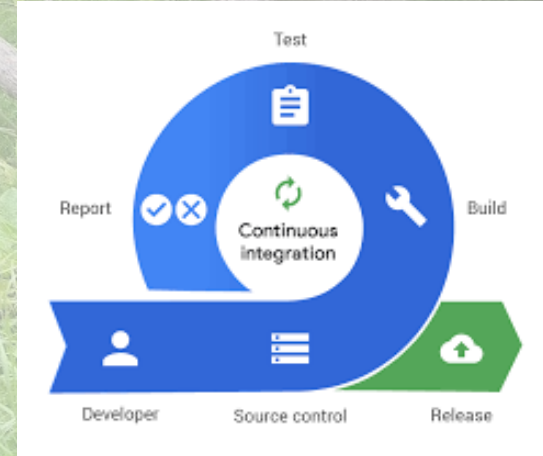 Test
Report
Continuous
integration
Build
Developer
Source control
Release